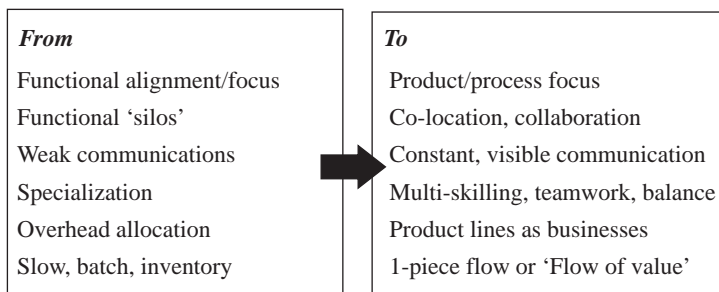 From
Functional alignment/focus
Functional ‘silos’
Weak communications
Specialization
Overhead allocation
Slow, batch, inventory
To
Product/process focus
Co-location, collaboration
Constant, visible communication
Multi-skilling, teamwork, balance
Product lines as businesses
1-piece flow or ‘Flow of value’